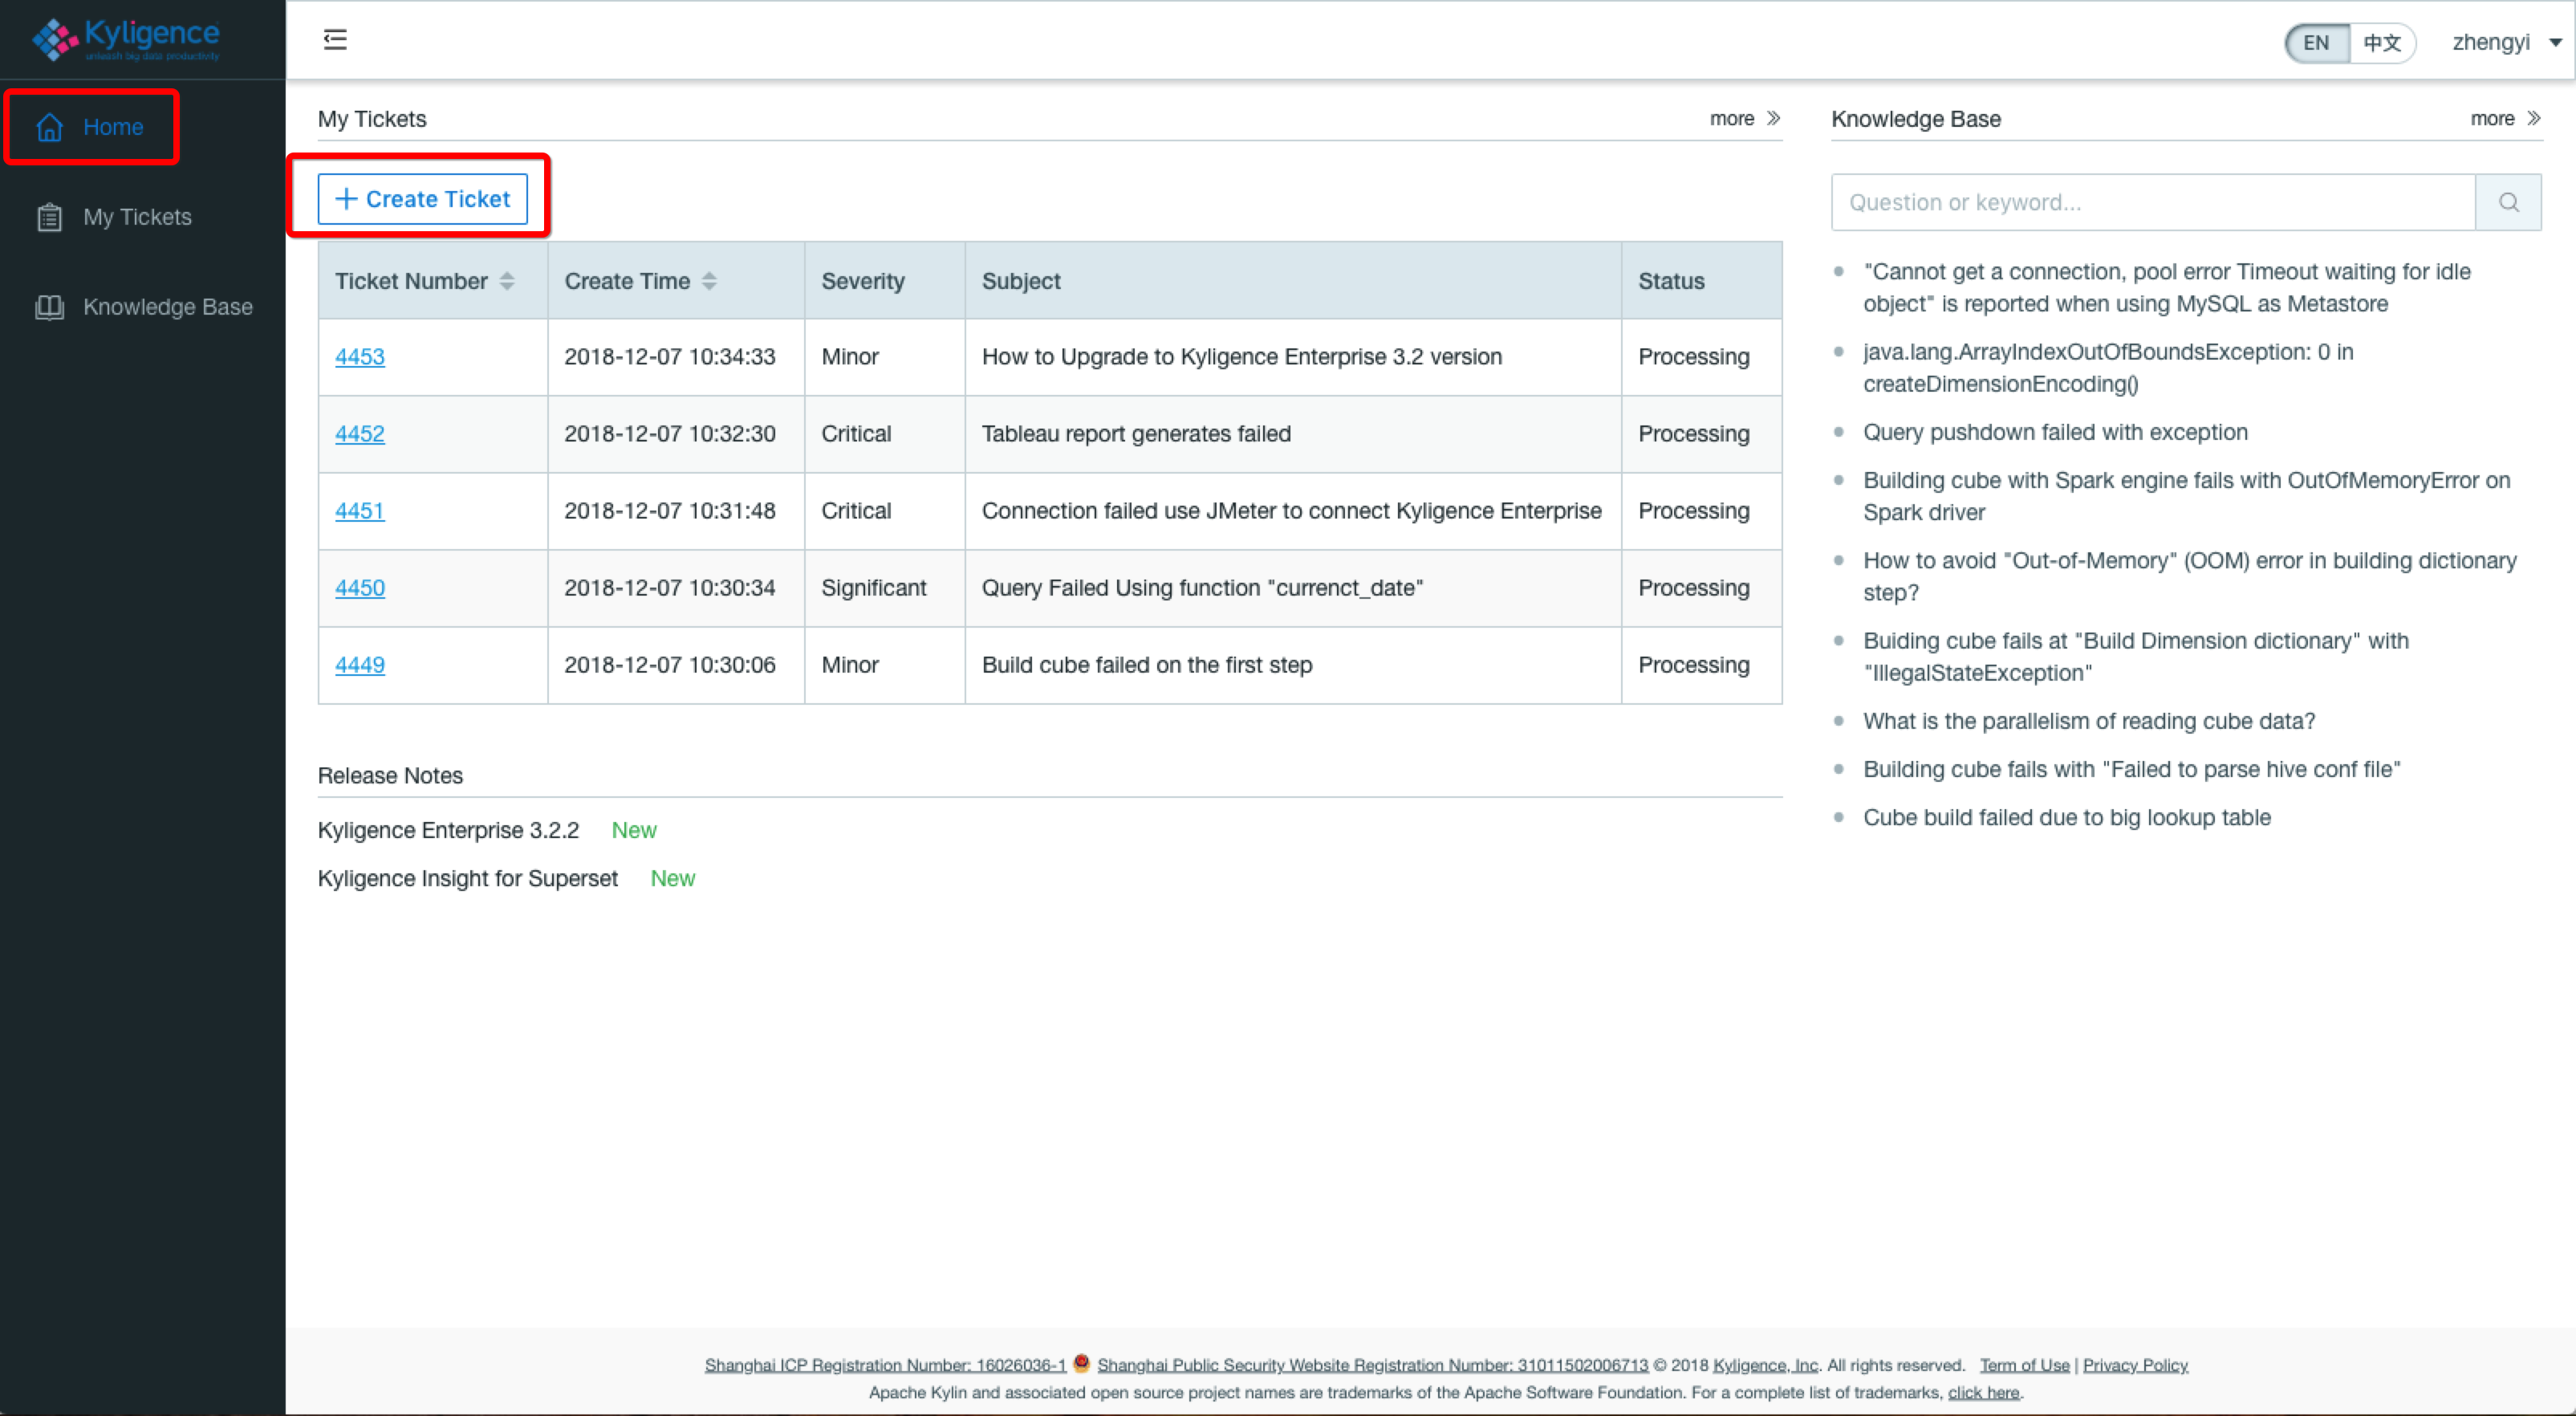 Kyligence
unleash big data productivity
EN 中文 zhengyi
Home
My Tickets
Knowledge Base
My Tickets more
+ Create Ticket
Ticket Number Create Time Severity Subject Status
4453 2018-12-07 10:34:33 Minor How to Upgrade to Kyligence Enterprise 3.2 version Processing
4452 2018-12-07 10:32:30 Critical Tableau report generates failed Processing
4451 2018-12-07 10:31:48 Critical Connection failed use JMeter to connect Kyligence Enterprise Processing
4450 2018-12-07 10:30:34 Significant Query Failed Using function "currenct_date" Processing
4449 2018-12-07 10:30:06 Minor Build cube failed on the first step Processing
Release Notes
Kyligence Enterprise 3.2.2 New
Kyligence Insight for Superset New
Knowledge Base more
Question or keyword...
"Cannot get a connection, pool error Timeout waiting for idle
object" is reported when using MySQL as Metastore
java.lang.ArrayIndexOutOfBoundsException: 0 in
createDimensionEncoding()
Query pushdown failed with exception
Building cube with Spark engine fails with OutOfMemoryError on
Spark driver
How to avoid "Out-of-Memory" (OOM) error in building dictionary
step?
Buiding cube fails at "Build Dimension dictionary" with
"IllegalStateException"
What is the parallelism of reading cube data?
Building cube fails with "Failed to parse hive conf file"
Cube build failed due to big lookup table
Shanghai ICP Registration Number: 16026036-1 Shanghai Public Security Website Registration Number: 31011502006713 © 2018 Kyligence, Inc. All rights reserved. Term of Use | Privacy Policy
Apache Kylin and associated open source project names are trademarks of the Apache Software Foundation. For a complete list of trademarks, click here.